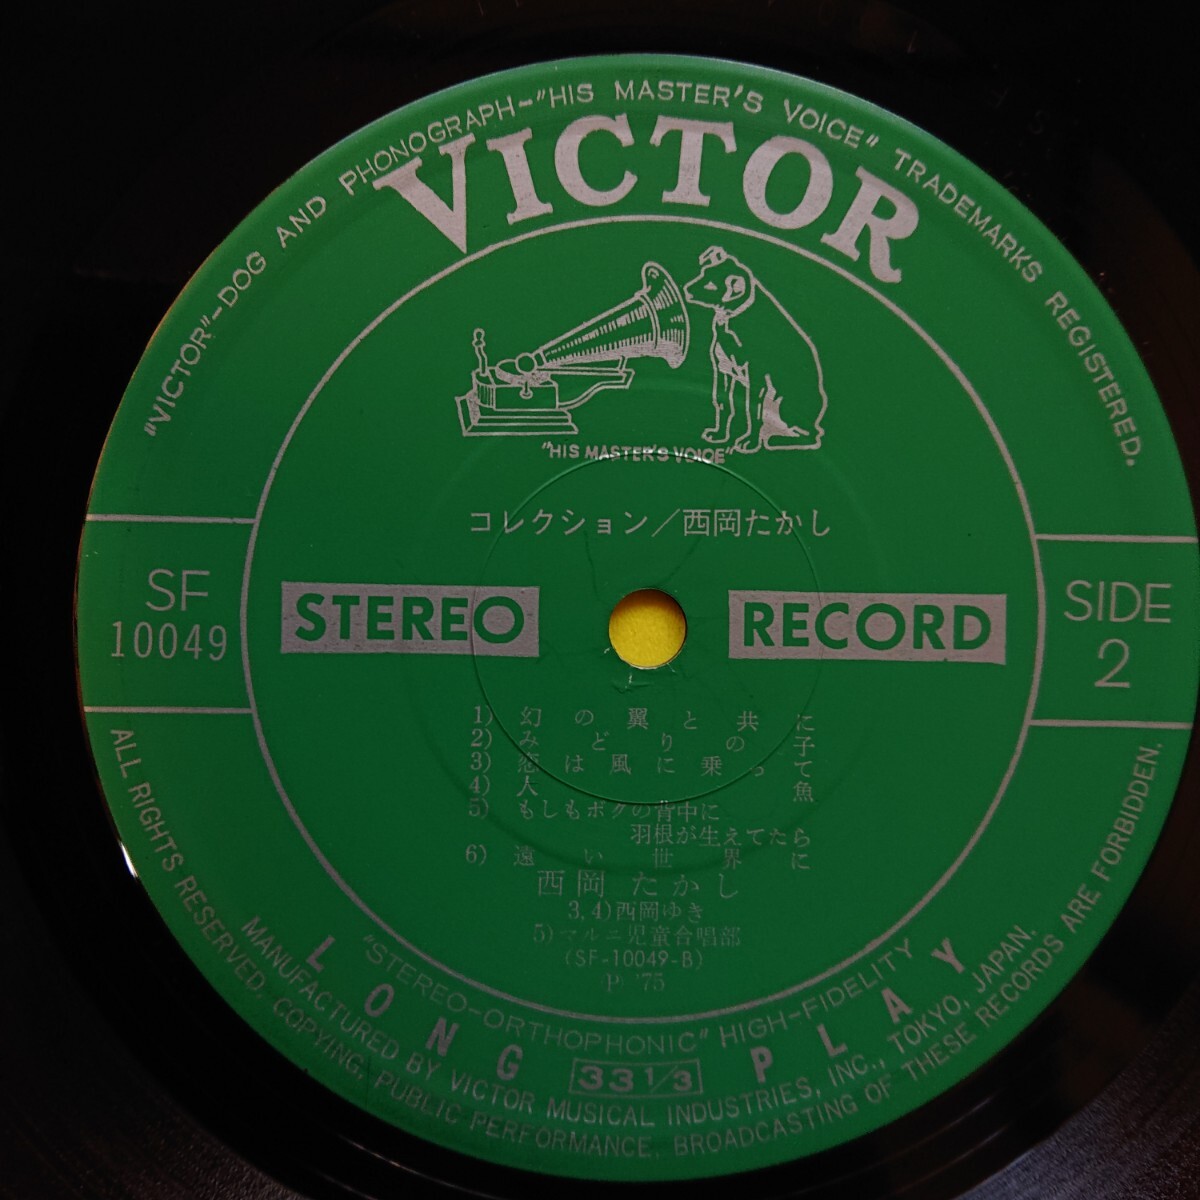 "VICTOR"-DOG AND PHONOGRAPH-"HIS MASTER'S VOICE" TRADEMARKS REGISTERED.
VICTOR
"HIS MASTER'S VOICE"
コレクション/西岡たかし
SF
10049
STEREO
RECORD
SIDE
2
1) 幻の翼と共に
2) みどりの子
3) 恋は風に乗って
4) 人魚
5) もしもボクの背中に
羽根が生えてたら
6) 遠い世界に
西岡たかし
3,4)西岡ゆき
5)マルニ児童合唱部
(SF-10049-B)
P '75
"STEREO-ORTHOPHONIC" HIGH-FIDELITY
LONG PLAY
33 1/3
MANUFACTURED BY VICTOR MUSICAL INDUSTRIES, INC., TOKYO, JAPAN.
ALL RIGHTS RESERVED. COPYING, PUBLIC PERFORMANCE, BROADCASTING OF THESE RECORDS ARE FORBIDDEN.